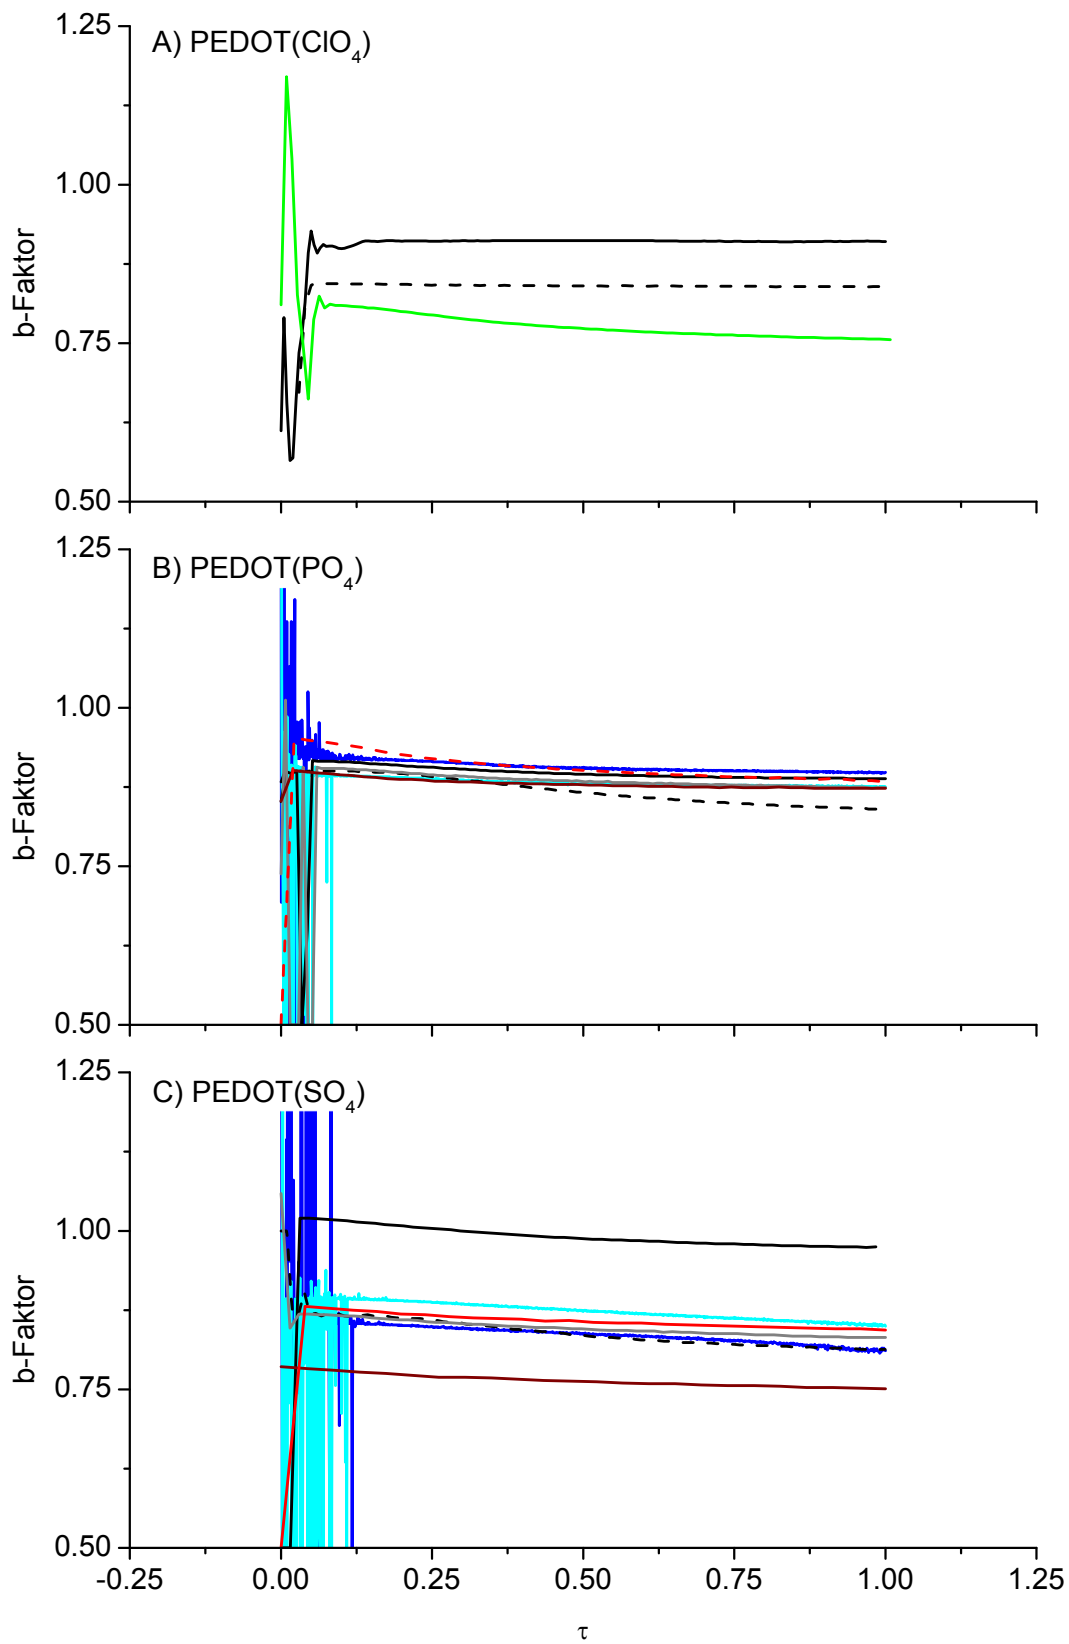 A) PEDOT(ClO4)
1.25
1.00
0.75
0.50
b-Faktor
B) PEDOT(PO4)
1.25
1.00
0.75
0.50
b-Faktor
C) PEDOT(SO4)
1.25
1.00
0.75
0.50
b-Faktor
-0.25 0.00 0.25 0.50 0.75 1.00 1.25
τ